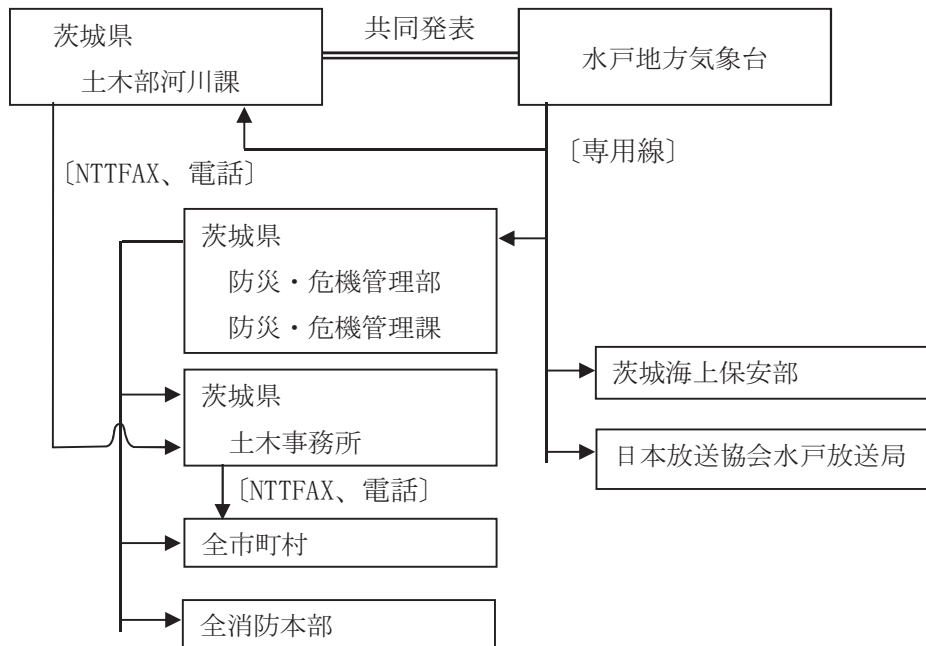 茨城県
土木部河川課
共同発表
水戸地方気象台
〔専用線〕
〔NTTFAX、電話〕
茨城県
防災・危機管理部
防災・危機管理課
茨城県
土木事務所
茨城海上保安部
日本放送協会水戸放送局
〔NTTFAX、電話〕
全市町村
全消防本部